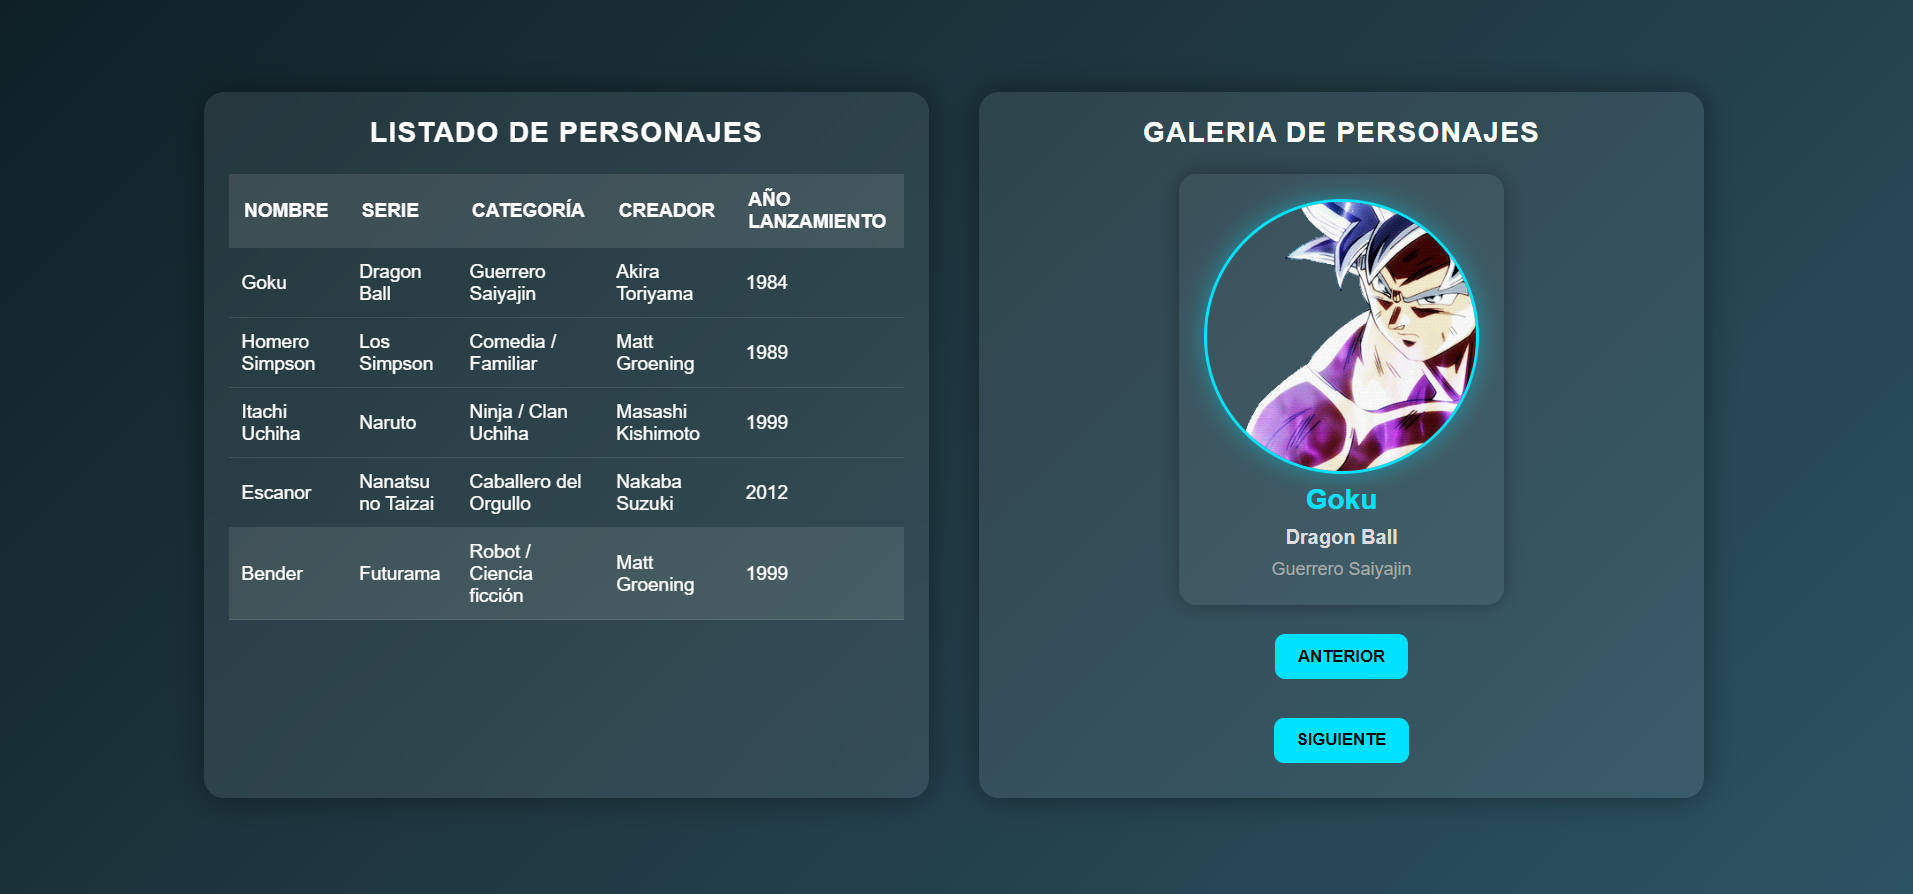 LISTADO DE PERSONAJES
NOMBRE SERIE CATEGORÍA CREADOR AÑO LANZAMIENTO
Goku Dragon Ball Guerrero Saiyajin Akira Toriyama 1984
Homero Simpson Los Simpson Comedia / Familiar Matt Groening 1989
Itachi Uchiha Naruto Ninja / Clan Uchiha Masashi Kishimoto 1999
Escanor Nanatsu no Taizai Caballero del Orgullo Nakaba Suzuki 2012
Bender Futurama Robot / Ciencia ficción Matt Groening 1999
GALERIA DE PERSONAJES
Goku
Dragon Ball
Guerrero Saiyajin
ANTERIOR
SIGUIENTE